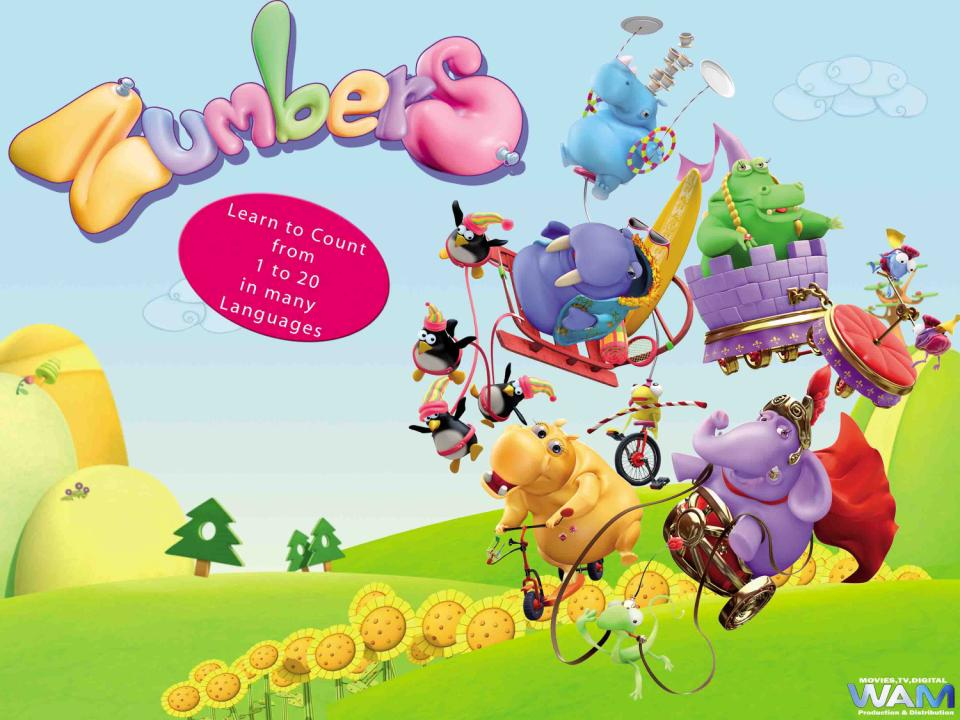 Numbers
Learn to Count
from
1 to 20
in many
Languages
MOVIES,TV,DIGITAL
WAM
Production & Distribution